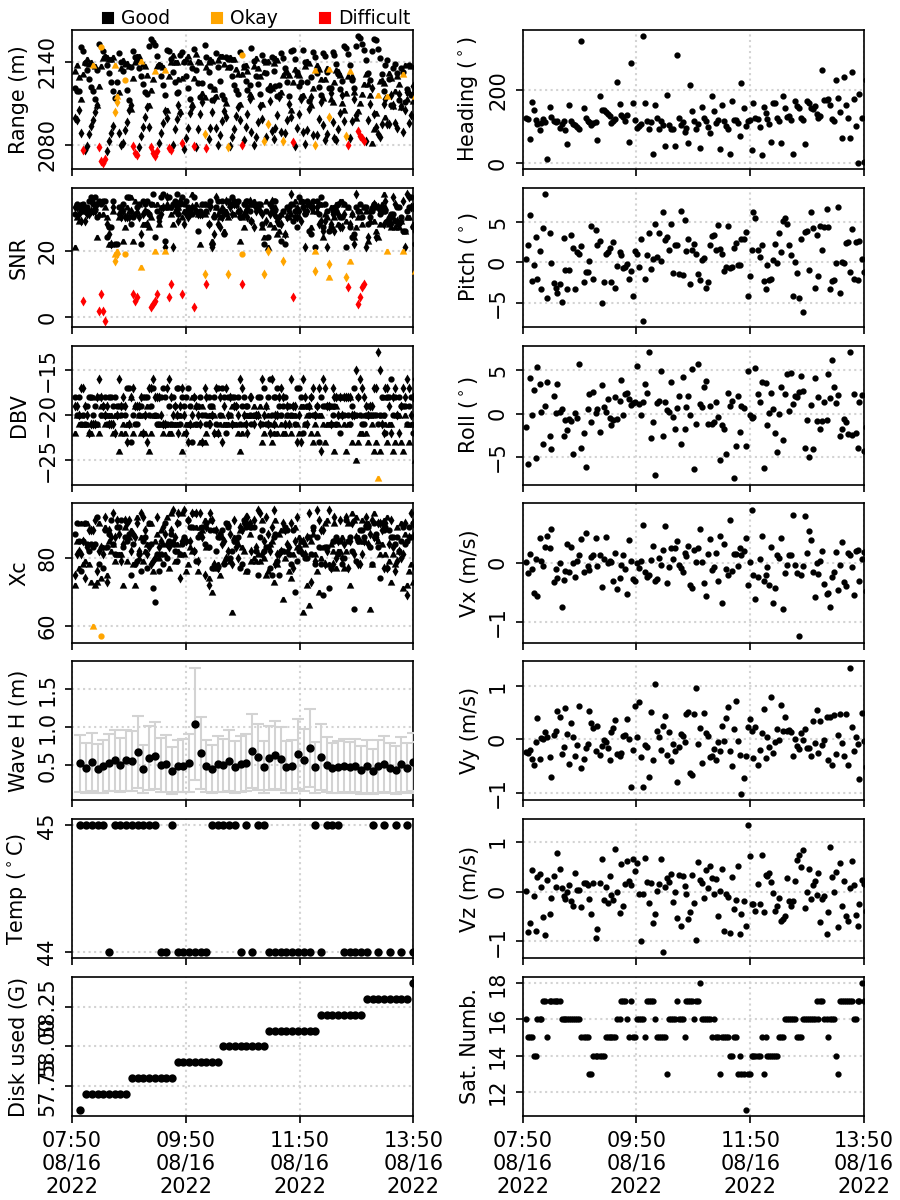 Good Okay Difficult
Range (m)
2140
2080
Heading (°)
200
0
SNR
20
0
Pitch (°)
5
0
−5
DBV
−15
−20
−25
Roll (°)
5
0
−5
Xc
80
60
Vx (m/s)
0
−1
Wave H (m)
1.5
1.0
0.5
Vy (m/s)
1
0
−1
Temp (°C)
45
44
Vz (m/s)
1
0
−1
Disk used (G)
58.25
58.03
57.78
Sat. Numb.
18
16
14
12
07:50 09:50 11:50 13:50
08/16 08/16 08/16 08/16
2022 2022 2022 2022
07:50 09:50 11:50 13:50
08/16 08/16 08/16 08/16
2022 2022 2022 2022